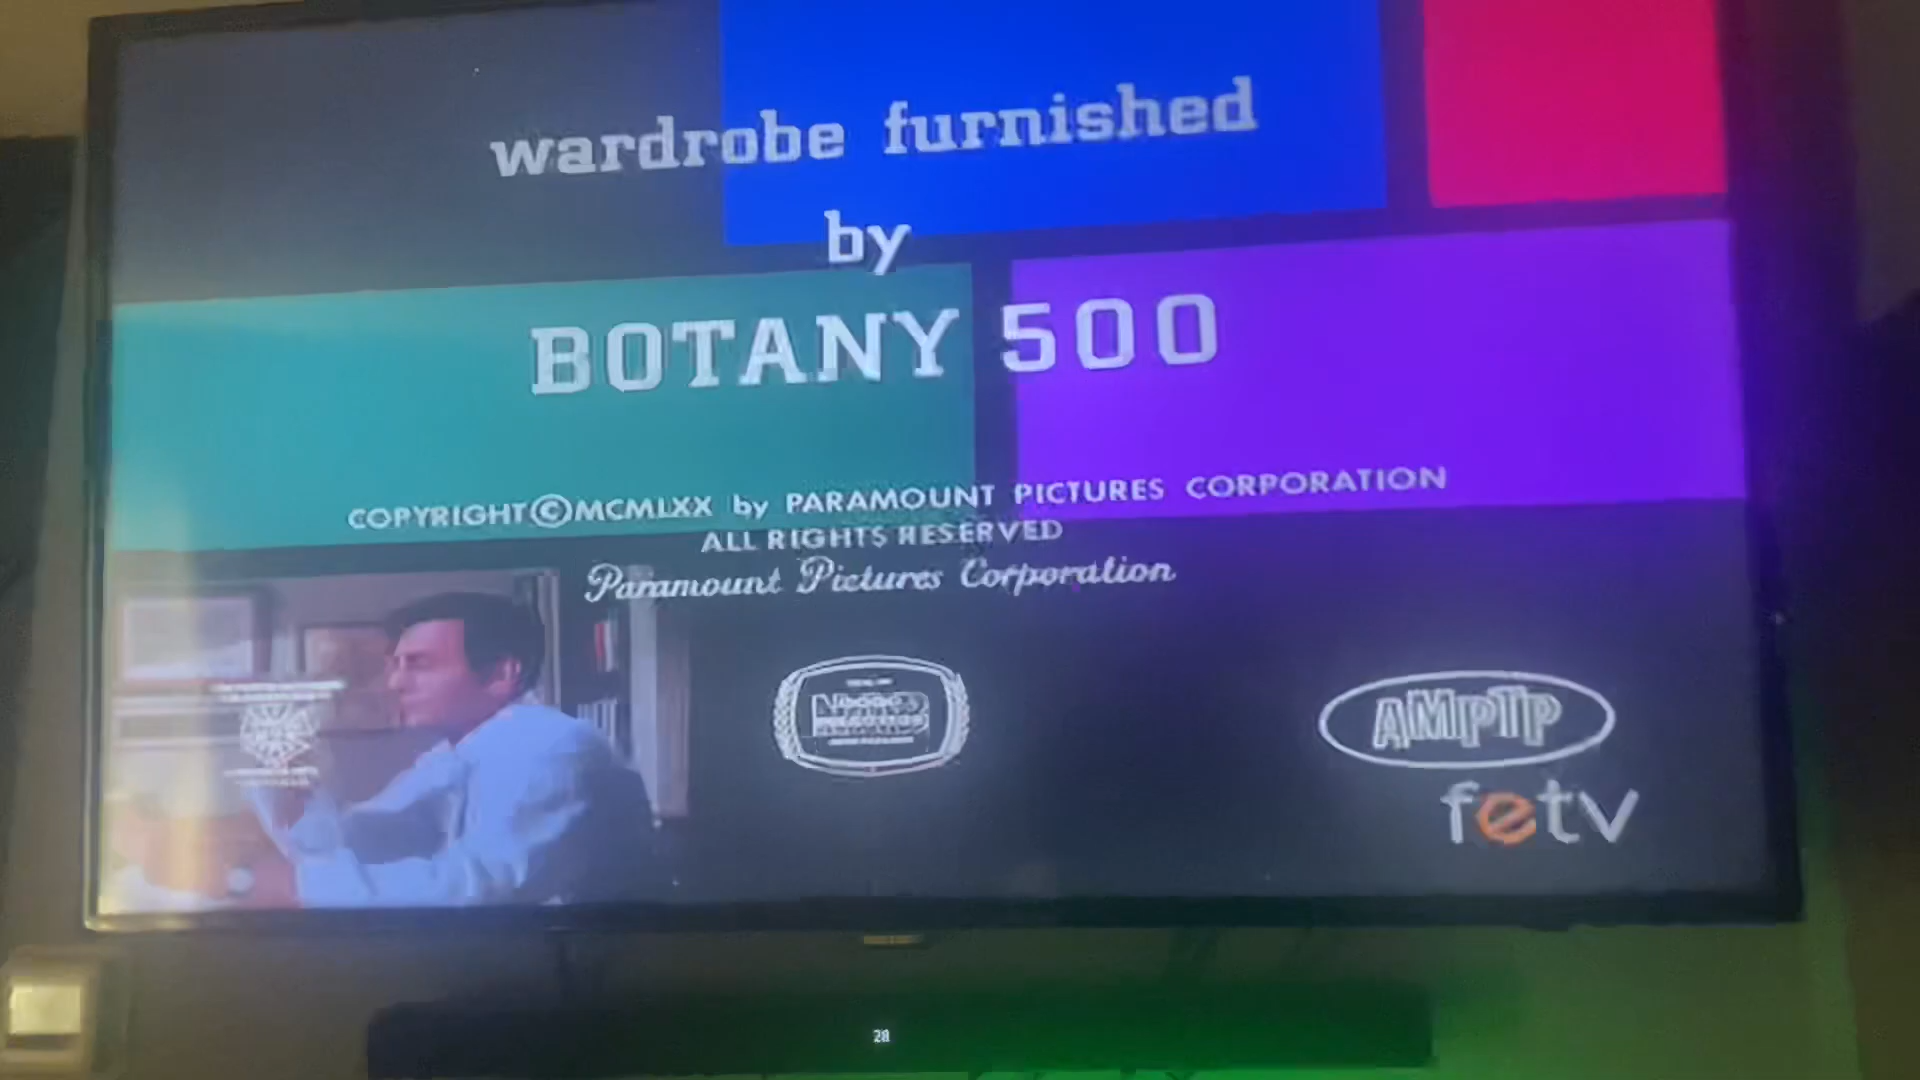 wardrobe furnished
by
BOTANY 500
COPYRIGHT©MCMLXX by PARAMOUNT PICTURES CORPORATION
ALL RIGHTS RESERVED
Paramount Pictures Corporation
AMPTP
fetv
28